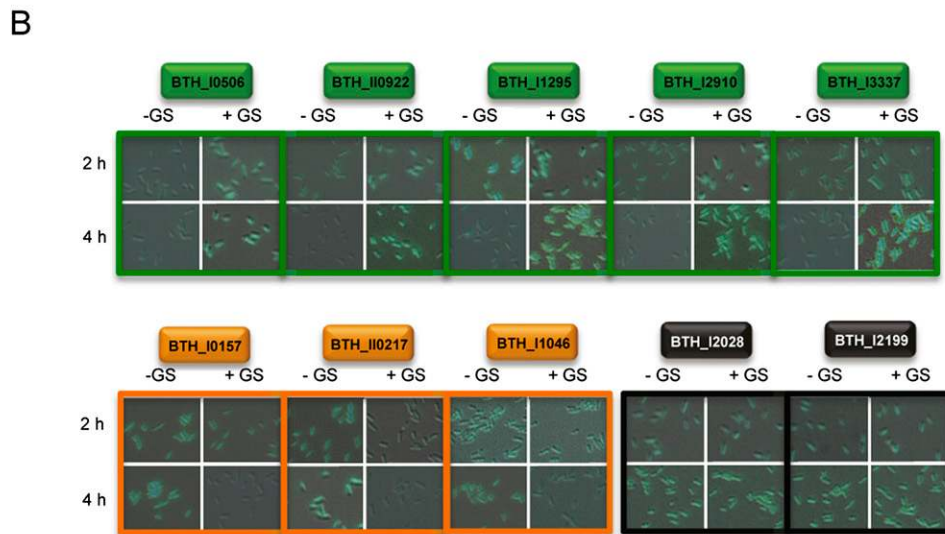 B
BTH_I0506 BTH_II0922 BTH_I1295 BTH_I2910 BTH_I3337
-GS + GS - GS + GS - GS + GS - GS + GS - GS + GS
2 h
4 h
BTH_I0157 BTH_II0217 BTH_I1046 BTH_I2028 BTH_I2199
-GS + GS - GS + GS - GS + GS - GS + GS - GS + GS
2 h
4 h